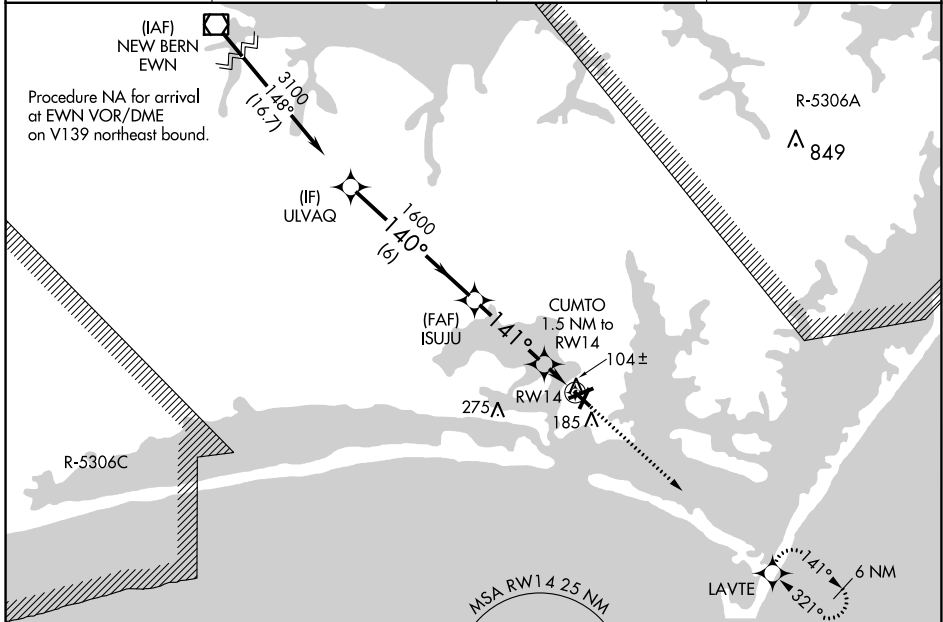 (IAF)
NEW BERN
EWN
3100
148°
(16.7)
Procedure NA for arrival
at EWN VOR/DME
on V139 northeast bound.
R-5306A
849
(IF)
ULVAQ
1600
140°
(6)
(FAF)
ISUJU
141°
CUMTO
1.5 NM to
RW14
104±
RW14
275
185
R-5306C
MSA RW14 25 NM
LAVTE
141°
6 NM
321°